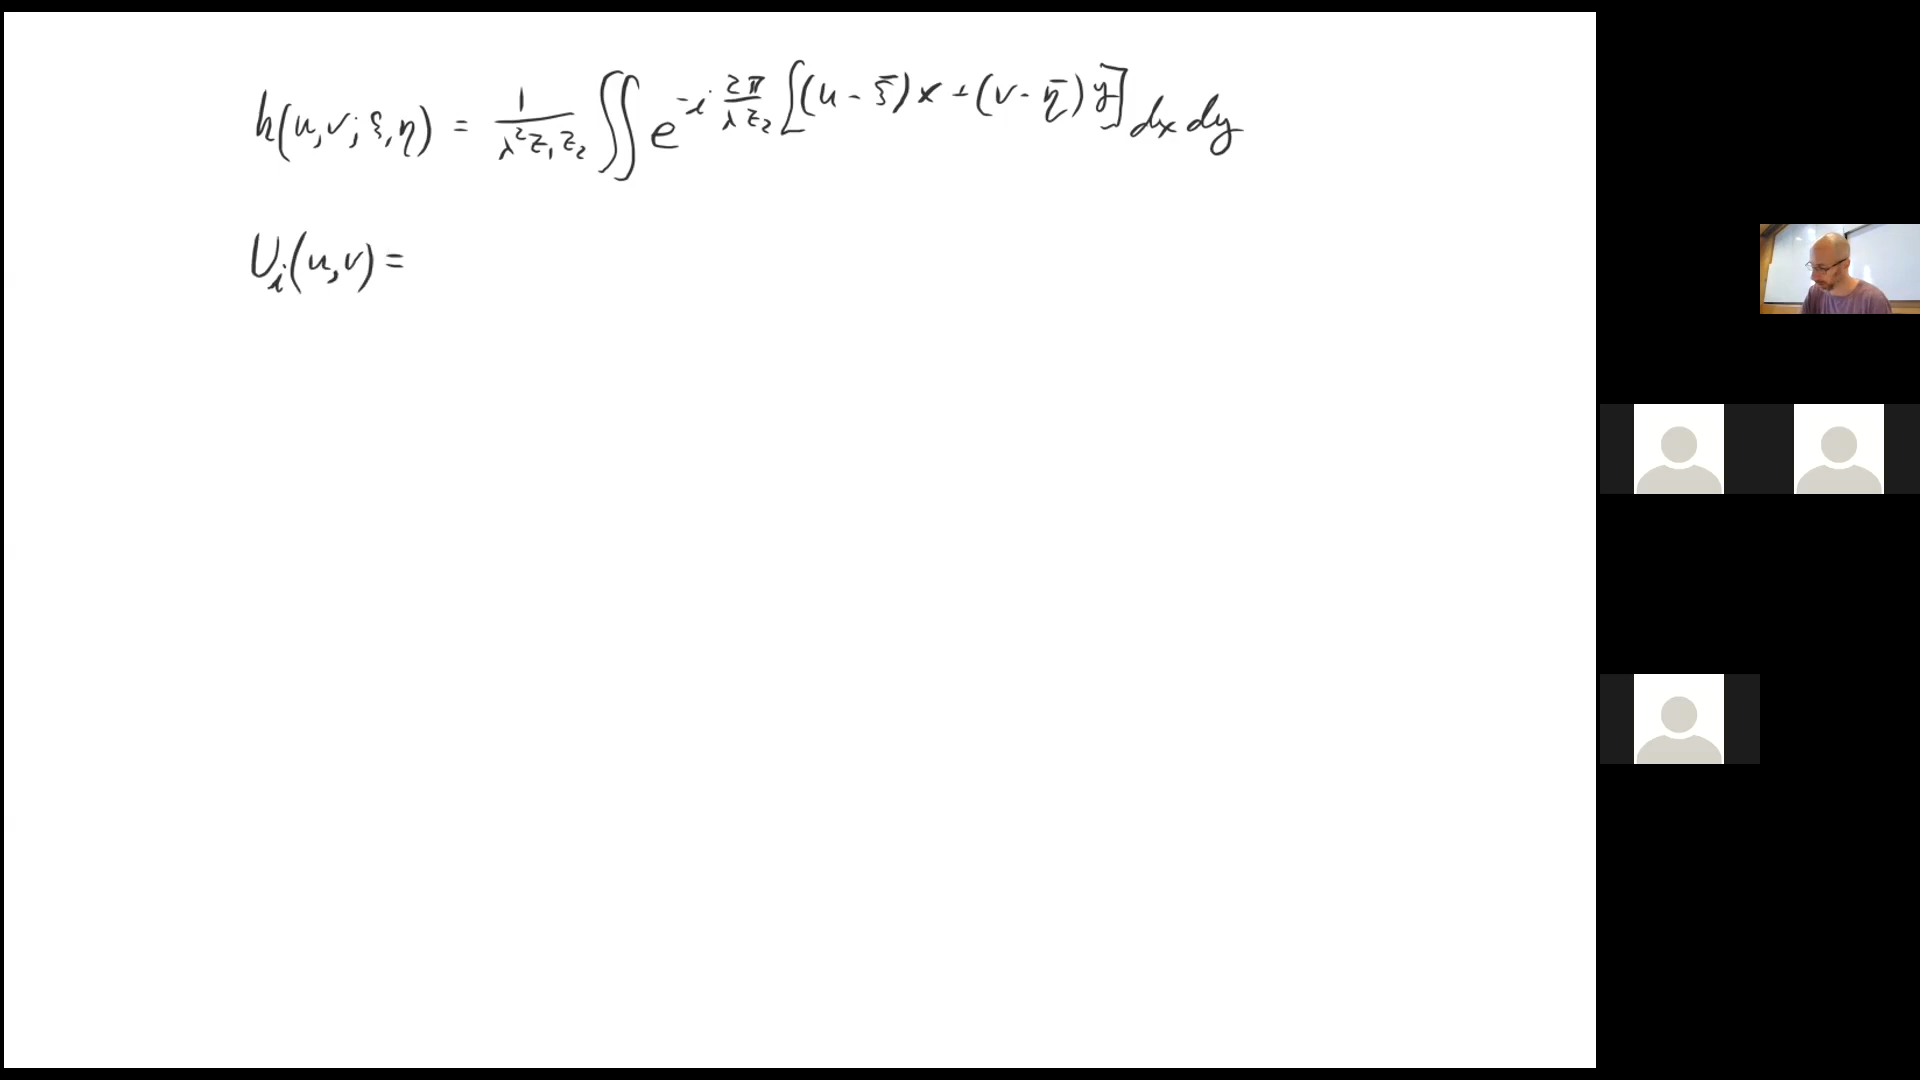 h(u,v;ξ,η) = 1/(λ²z₁z₂) ∬ e^(-i 2π/(λz₂) [(u-ξ̄)x+(v-η̄)y]) dx dy
U_i(u,v) =